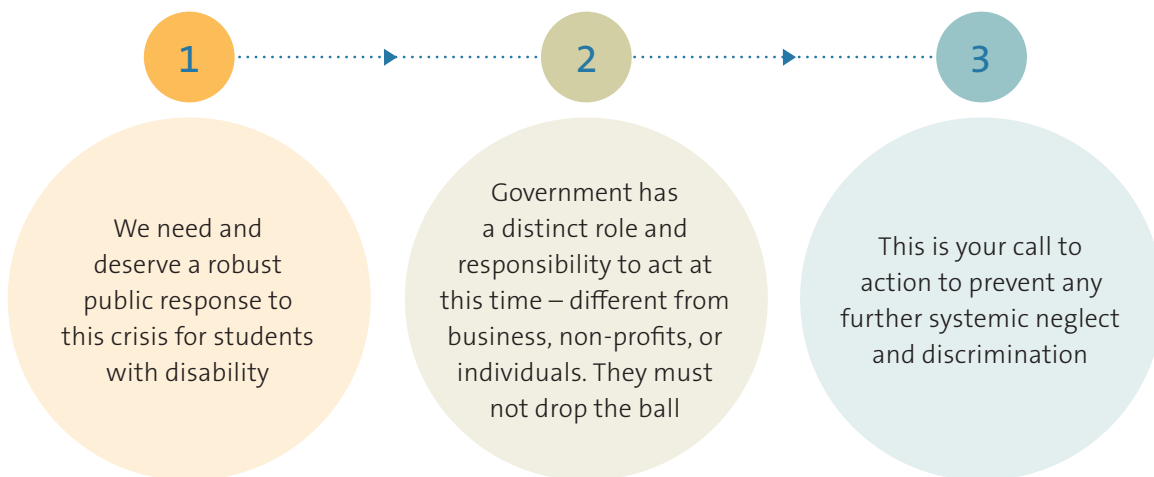 1
2
3
We need and
deserve a robust
public response to
this crisis for students
with disability
Government has
a distinct role and
responsibility to act at
this time – different from
business, non-profits, or
individuals. They must
not drop the ball
This is your call to
action to prevent any
further systemic neglect
and discrimination